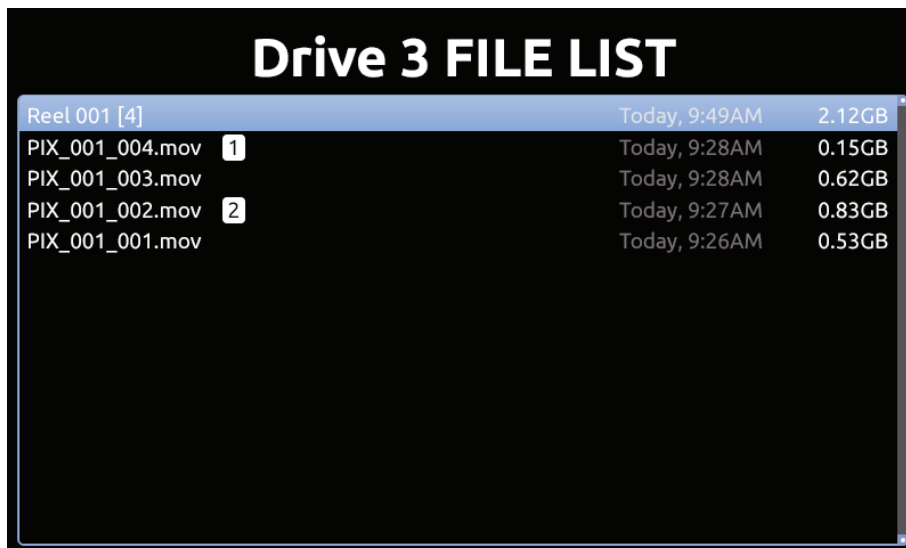 Drive 3 FILE LIST
Reel 001 [4] Today, 9:49AM 2.12GB
PIX_001_004.mov 1 Today, 9:28AM 0.15GB
PIX_001_003.mov Today, 9:28AM 0.62GB
PIX_001_002.mov 2 Today, 9:27AM 0.83GB
PIX_001_001.mov Today, 9:26AM 0.53GB